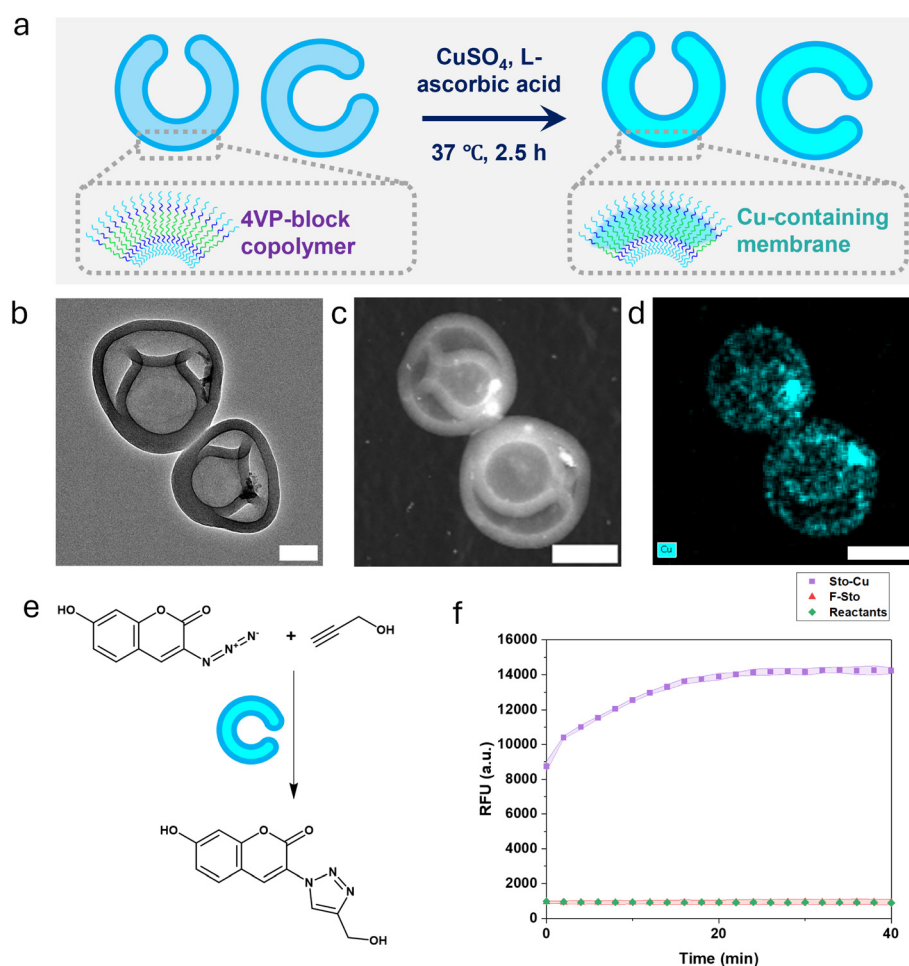 a
CuSO₄, L-
ascorbic acid
37 ℃, 2.5 h
4VP-block
copolymer
Cu-containing
membrane
b
c
d
Cu
e
HO
O
O
N
N⁺
N⁻
+
OH
HO
O
O
N
N
N
OH
f
Sto-Cu
F-Sto
Reactants
16000
14000
12000
10000
8000
6000
4000
2000
0
RFU (a.u.)
0
20
40
Time (min)